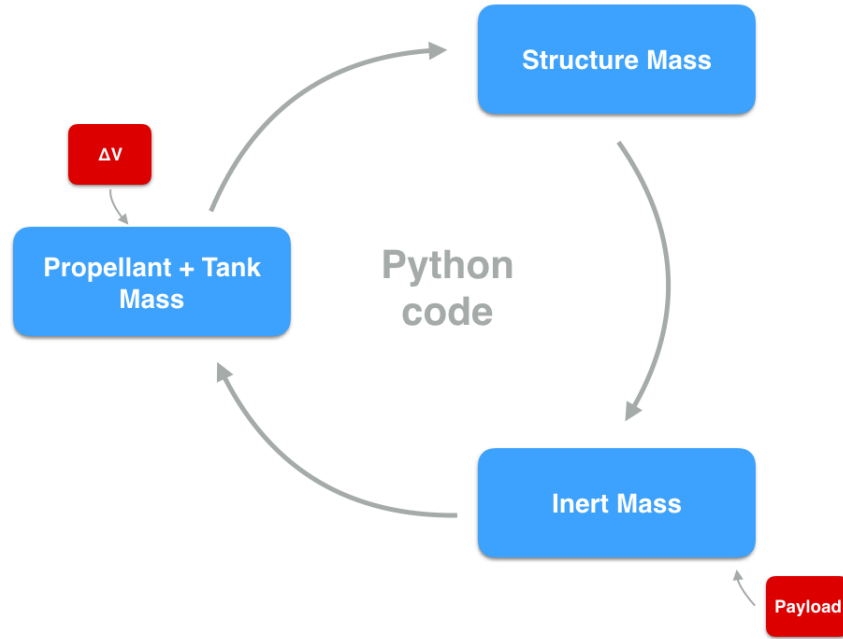 Structure Mass
ΔV
Propellant + Tank
Mass
Python
code
Inert Mass
Payload